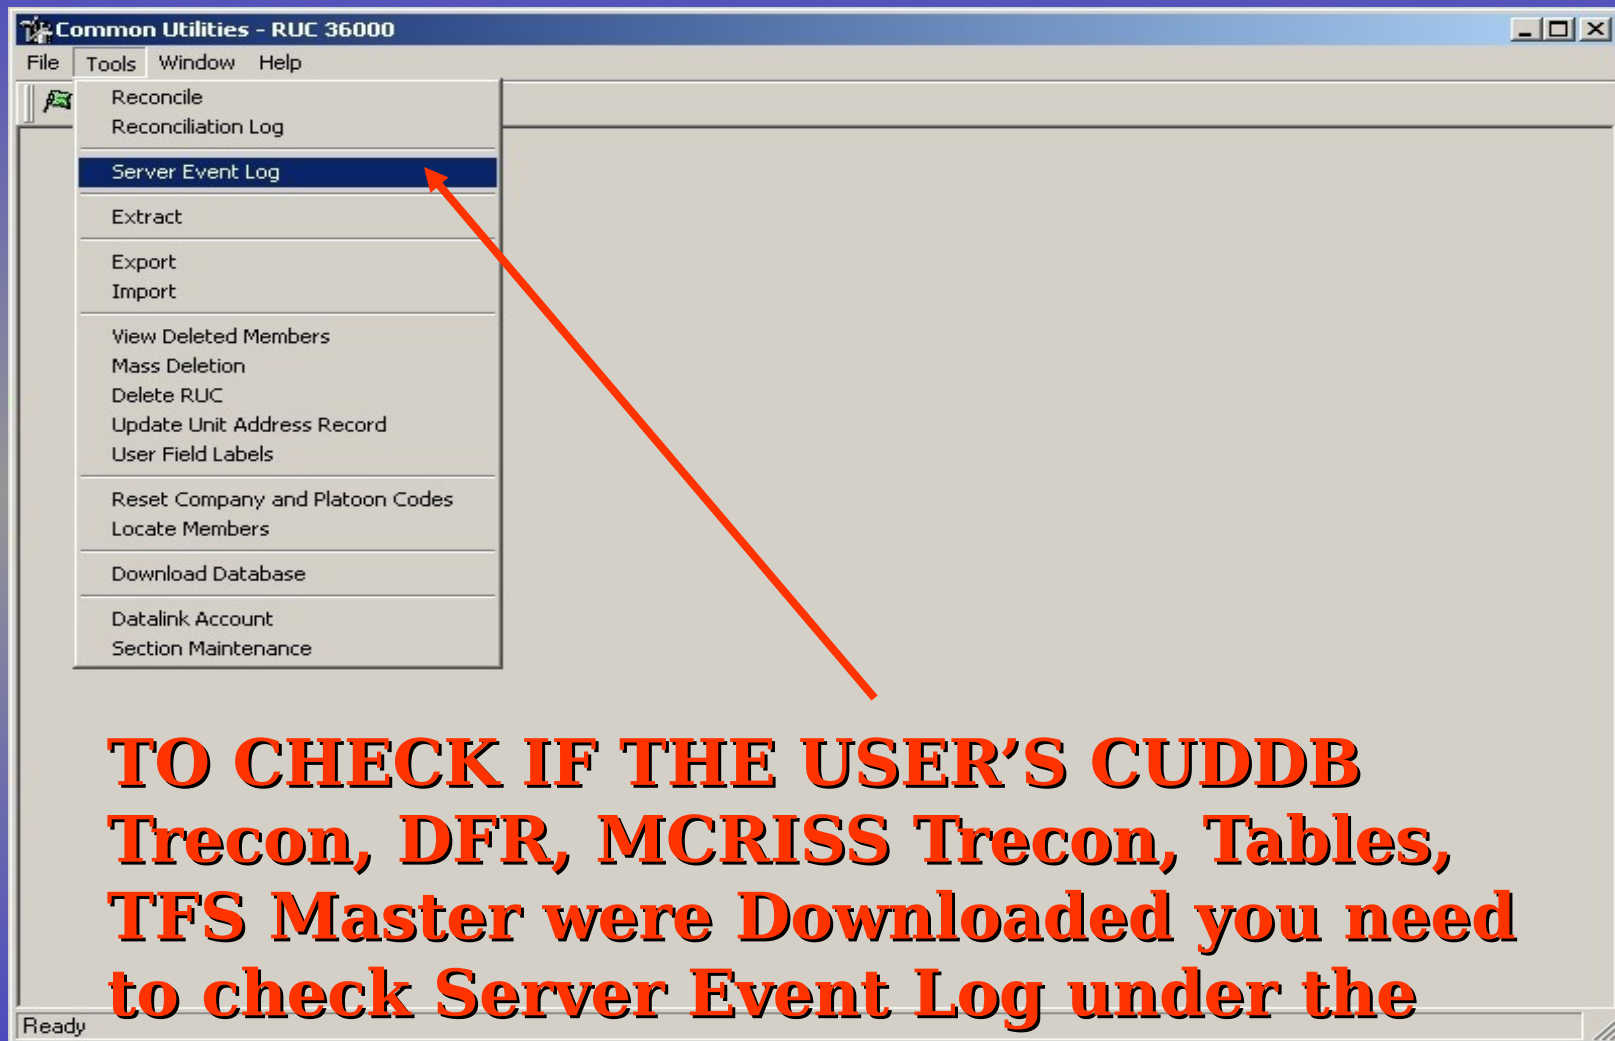 Common Utilities - RUC 36000
File Tools Window Help
Reconcile
Reconciliation Log
Server Event Log
Extract
Export
Import
View Deleted Members
Mass Deletion
Delete RUC
Update Unit Address Record
User Field Labels
Reset Company and Platoon Codes
Locate Members
Download Database
Datalink Account
Section Maintenance
TO CHECK IF THE USER’S CUDDB
Trecon, DFR, MCRISS Trecon, Tables,
TFS Master were Downloaded you need
to check Server Event Log under the
Ready